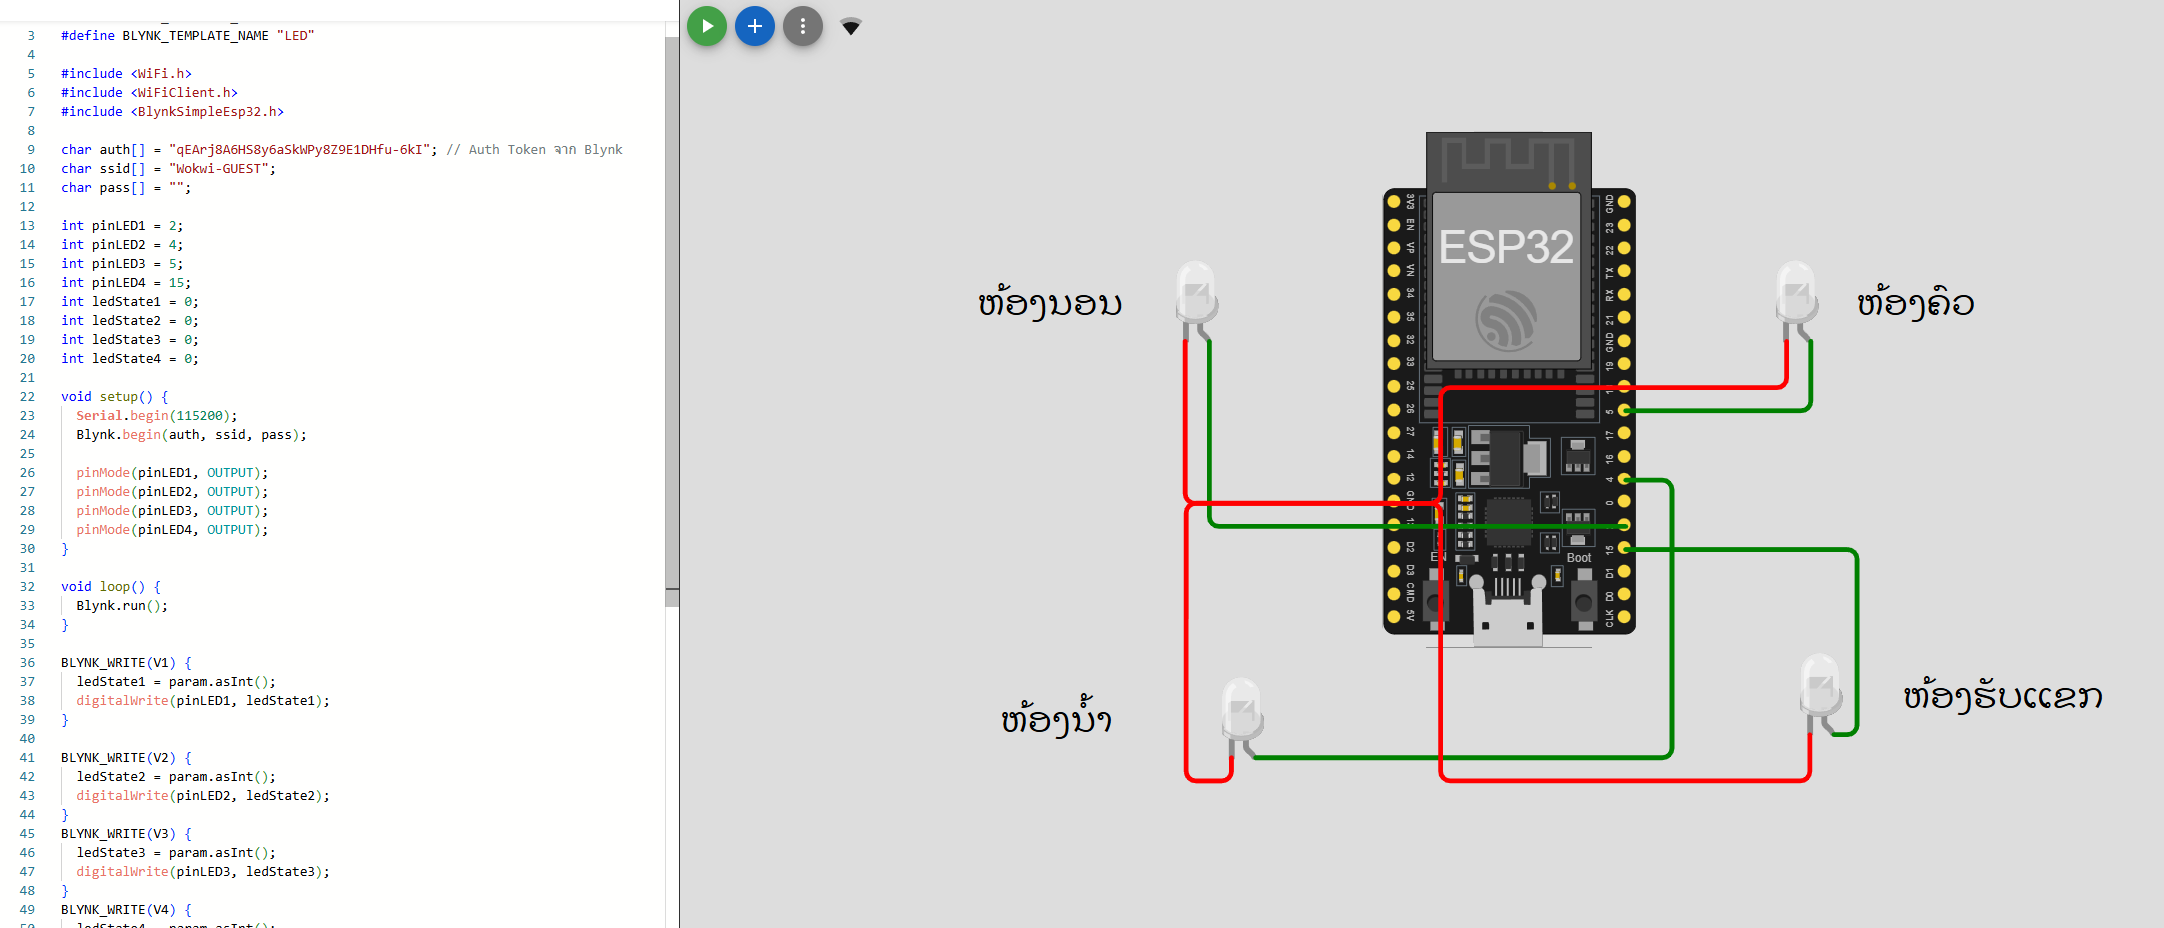 3 #define BLYNK_TEMPLATE_NAME "LED"
4
5 #include <WiFi.h>
6 #include <WiFiClient.h>
7 #include <BlynkSimpleEsp32.h>
8
9 char auth[] = "qEArj8A6HS8y6aSkWPy8Z9E1DHfu-6kI"; // Auth Token จาก Blynk
10 char ssid[] = "Wokwi-GUEST";
11 char pass[] = "";
12
13 int pinLED1 = 2;
14 int pinLED2 = 4;
15 int pinLED3 = 5;
16 int pinLED4 = 15;
17 int ledState1 = 0;
18 int ledState2 = 0;
19 int ledState3 = 0;
20 int ledState4 = 0;
21
22 void setup() {
23 Serial.begin(115200);
24 Blynk.begin(auth, ssid, pass);
25
26 pinMode(pinLED1, OUTPUT);
27 pinMode(pinLED2, OUTPUT);
28 pinMode(pinLED3, OUTPUT);
29 pinMode(pinLED4, OUTPUT);
30 }
31
32 void loop() {
33 Blynk.run();
34 }
35
36 BLYNK_WRITE(V1) {
37 ledState1 = param.asInt();
38 digitalWrite(pinLED1, ledState1);
39 }
40
41 BLYNK_WRITE(V2) {
42 ledState2 = param.asInt();
43 digitalWrite(pinLED2, ledState2);
44 }
45 BLYNK_WRITE(V3) {
46 ledState3 = param.asInt();
47 digitalWrite(pinLED3, ledState3);
48 }
49 BLYNK_WRITE(V4) {
50 ledState4 = param.asInt();
ຫ້ອງນອນ
ຫ້ອງຄົວ
ຫ້ອງນ້ຳ
ຫ້ອງຮັບແຂກ
ESP32
3V3
EN
VP
VN
34
35
32
33
25
26
27
14
12
D2
D3
CMD
5V
GND
23
22
TX
RX
21
GND
19
5
17
16
4
0
15
D1
D0
CLK
EN
Boot